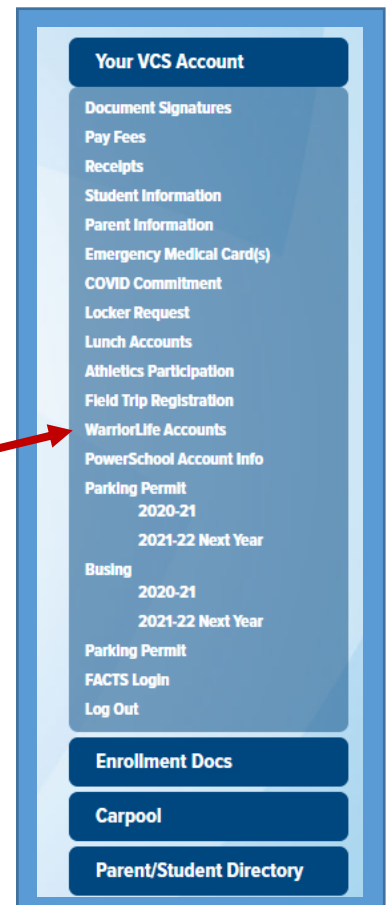 Your VCS Account
Document Signatures
Pay Fees
Receipts
Student Information
Parent Information
Emergency Medical Card(s)
COVID Commitment
Locker Request
Lunch Accounts
Athletics Participation
Field Trip Registration
WarriorLife Accounts
PowerSchool Account Info
Parking Permit
2020-21
2021-22 Next Year
Busing
2020-21
2021-22 Next Year
Parking Permit
FACTS Login
Log Out
Enrollment Docs
Carpool
Parent/Student Directory